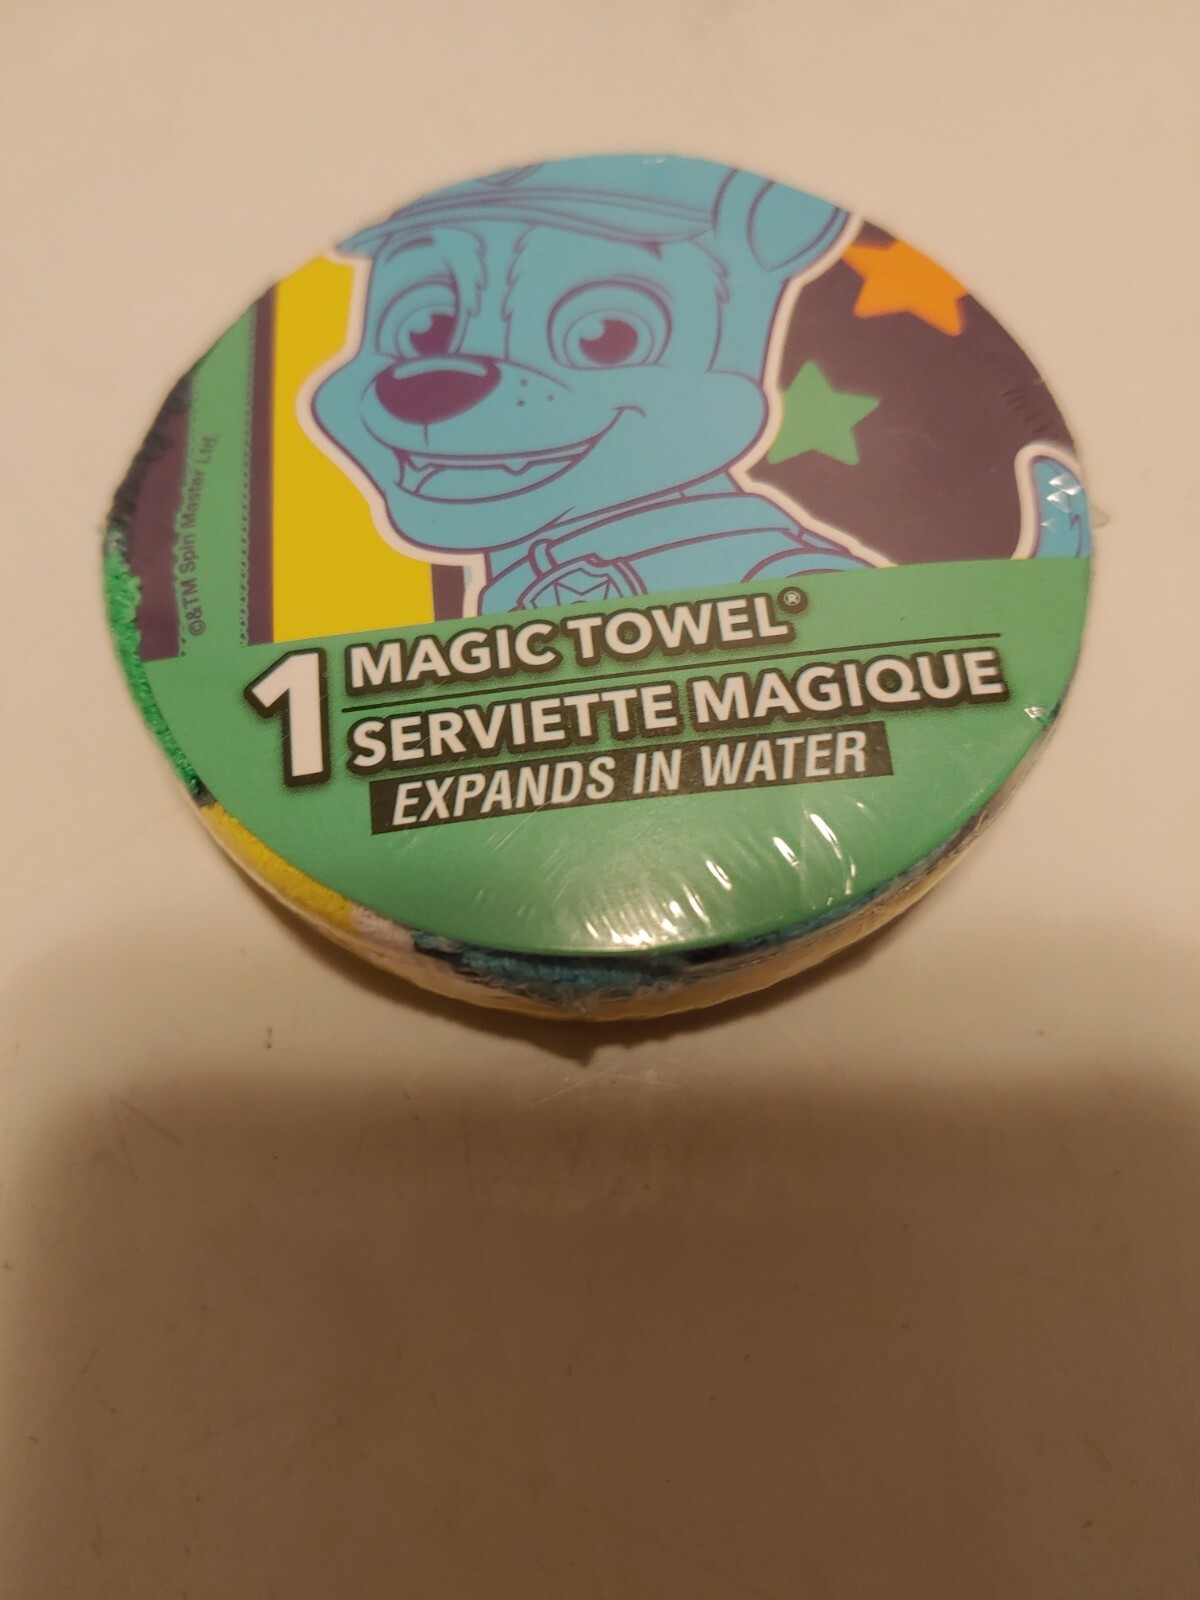 ©&TM Spin Master Ltd.
1 MAGIC TOWEL®
SERVIETTE MAGIQUE
EXPANDS IN WATER